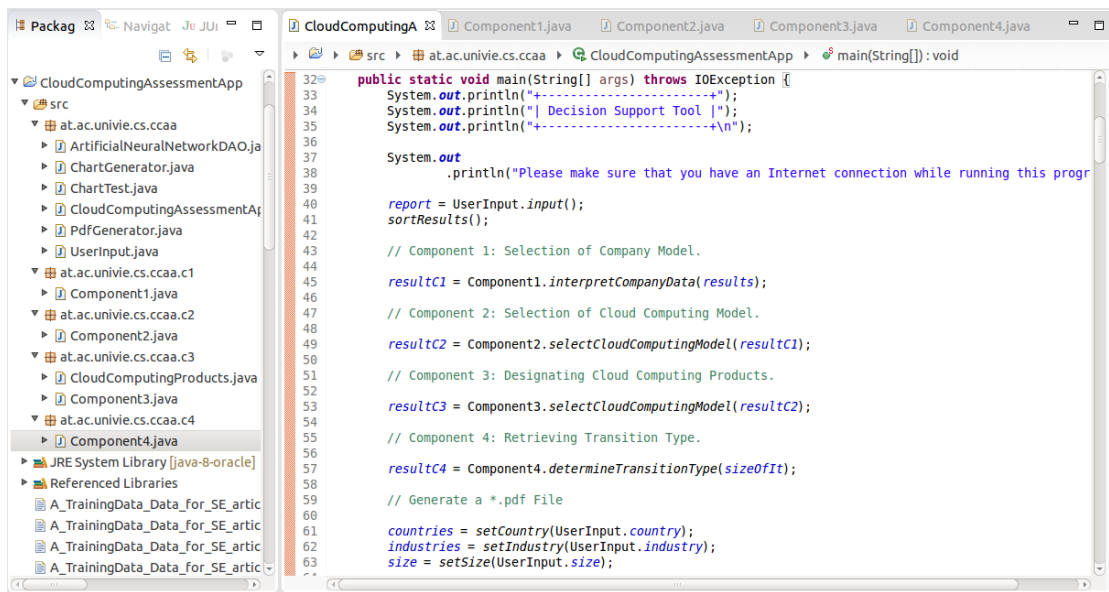 Packag
Navigat
JUı
CloudComputingAssessmentApp
src
at.ac.univie.cs.ccaa
ArtificialNeuralNetworkDAO.ja
ChartGenerator.java
ChartTest.java
CloudComputingAssessmentAp
PdfGenerator.java
UserInput.java
at.ac.univie.cs.ccaa.c1
Component1.java
at.ac.univie.cs.ccaa.c2
Component2.java
at.ac.univie.cs.ccaa.c3
CloudComputingProducts.java
Component3.java
at.ac.univie.cs.ccaa.c4
Component4.java
JRE System Library [java-8-oracle]
Referenced Libraries
A_TrainingData_Data_for_SE_artic
A_TrainingData_Data_for_SE_artic
A_TrainingData_Data_for_SE_artic
A_TrainingData_Data_for_SE_artic
CloudComputingA
Component1.java
Component2.java
Component3.java
Component4.java
src at.ac.univie.cs.ccaa CloudComputingAssessmentApp main(String[]) : void
32 public static void main(String[] args) throws IOException {
33 System.out.println("+-----------------------+");
34 System.out.println("| Decision Support Tool |");
35 System.out.println("+-----------------------+\n");
36
37 System.out
38 .println("Please make sure that you have an Internet connection while running this progr
39
40 report = UserInput.input();
41 sortResults();
42
43 // Component 1: Selection of Company Model.
44
45 resultC1 = Component1.interpretCompanyData(results);
46
47 // Component 2: Selection of Cloud Computing Model.
48
49 resultC2 = Component2.selectCloudComputingModel(resultC1);
50
51 // Component 3: Designating Cloud Computing Products.
52
53 resultC3 = Component3.selectCloudComputingModel(resultC2);
54
55 // Component 4: Retrieving Transition Type.
56
57 resultC4 = Component4.determineTransitionType(sizeOfIt);
58
59 // Generate a *.pdf File
60
61 countries = setCountry(UserInput.country);
62 industries = setIndustry(UserInput.industry);
63 size = setSize(UserInput.size);